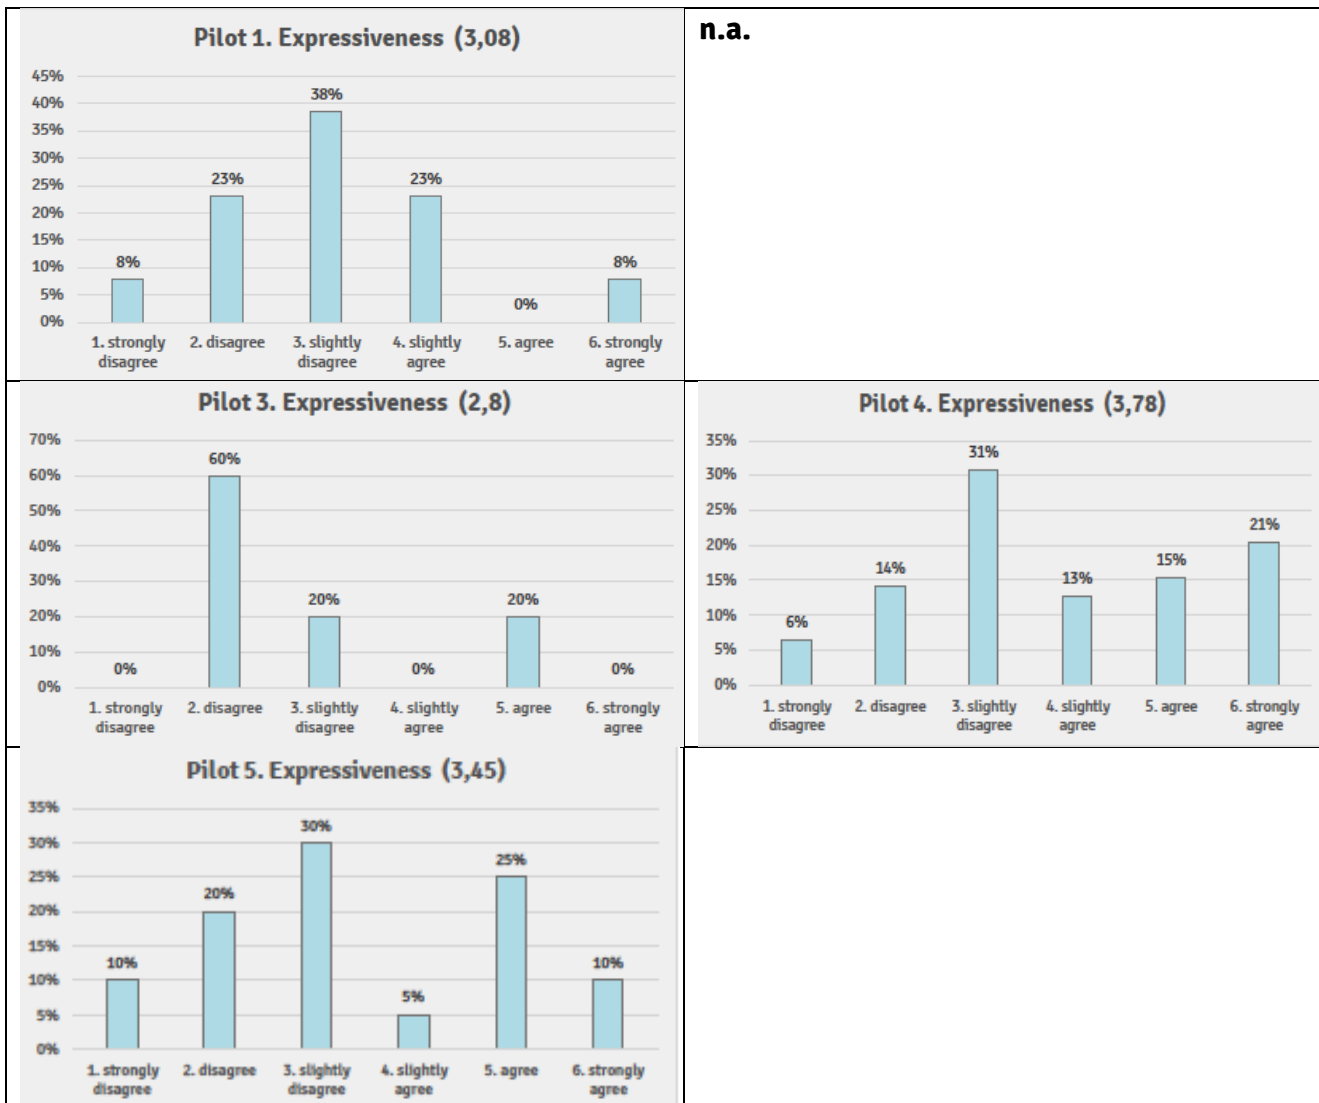 Pilot 1. Expressiveness (3,08)
45%
40%
35%
30%
25%
20%
15%
10%
5%
0%
8%
23%
38%
23%
0%
8%
1. strongly disagree
2. disagree
3. slightly disagree
4. slightly agree
5. agree
6. strongly agree
n.a.
Pilot 3. Expressiveness (2,8)
70%
60%
50%
40%
30%
20%
10%
0%
0%
60%
20%
0%
20%
0%
1. strongly disagree
2. disagree
3. slightly disagree
4. slightly agree
5. agree
6. strongly agree
Pilot 4. Expressiveness (3,78)
35%
30%
25%
20%
15%
10%
5%
0%
6%
14%
31%
13%
15%
21%
1. strongly disagree
2. disagree
3. slightly disagree
4. slightly agree
5. agree
6. strongly agree
Pilot 5. Expressiveness (3,45)
35%
30%
25%
20%
15%
10%
5%
0%
10%
20%
30%
5%
25%
10%
1. strongly disagree
2. disagree
3. slightly disagree
4. slightly agree
5. agree
6. strongly agree